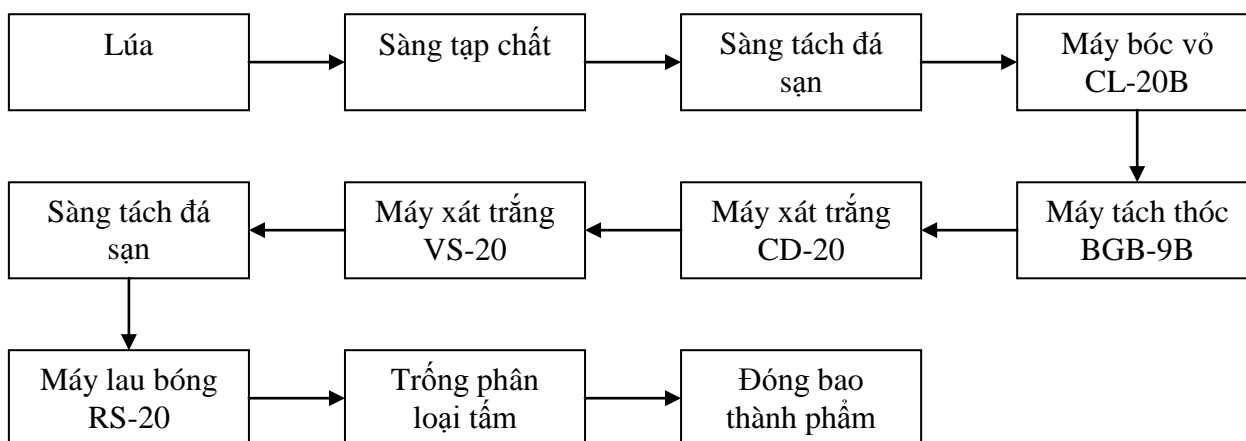 Lúa
Sàng tạp chất
Sàng tách đá
sạn
Máy bóc vỏ
CL-20B
Máy tách thóc
BGB-9B
Máy xát trắng
CD-20
Máy xát trắng
VS-20
Sàng tách đá
sạn
Máy lau bóng
RS-20
Trống phân
loại tấm
Đóng bao
thành phẩm